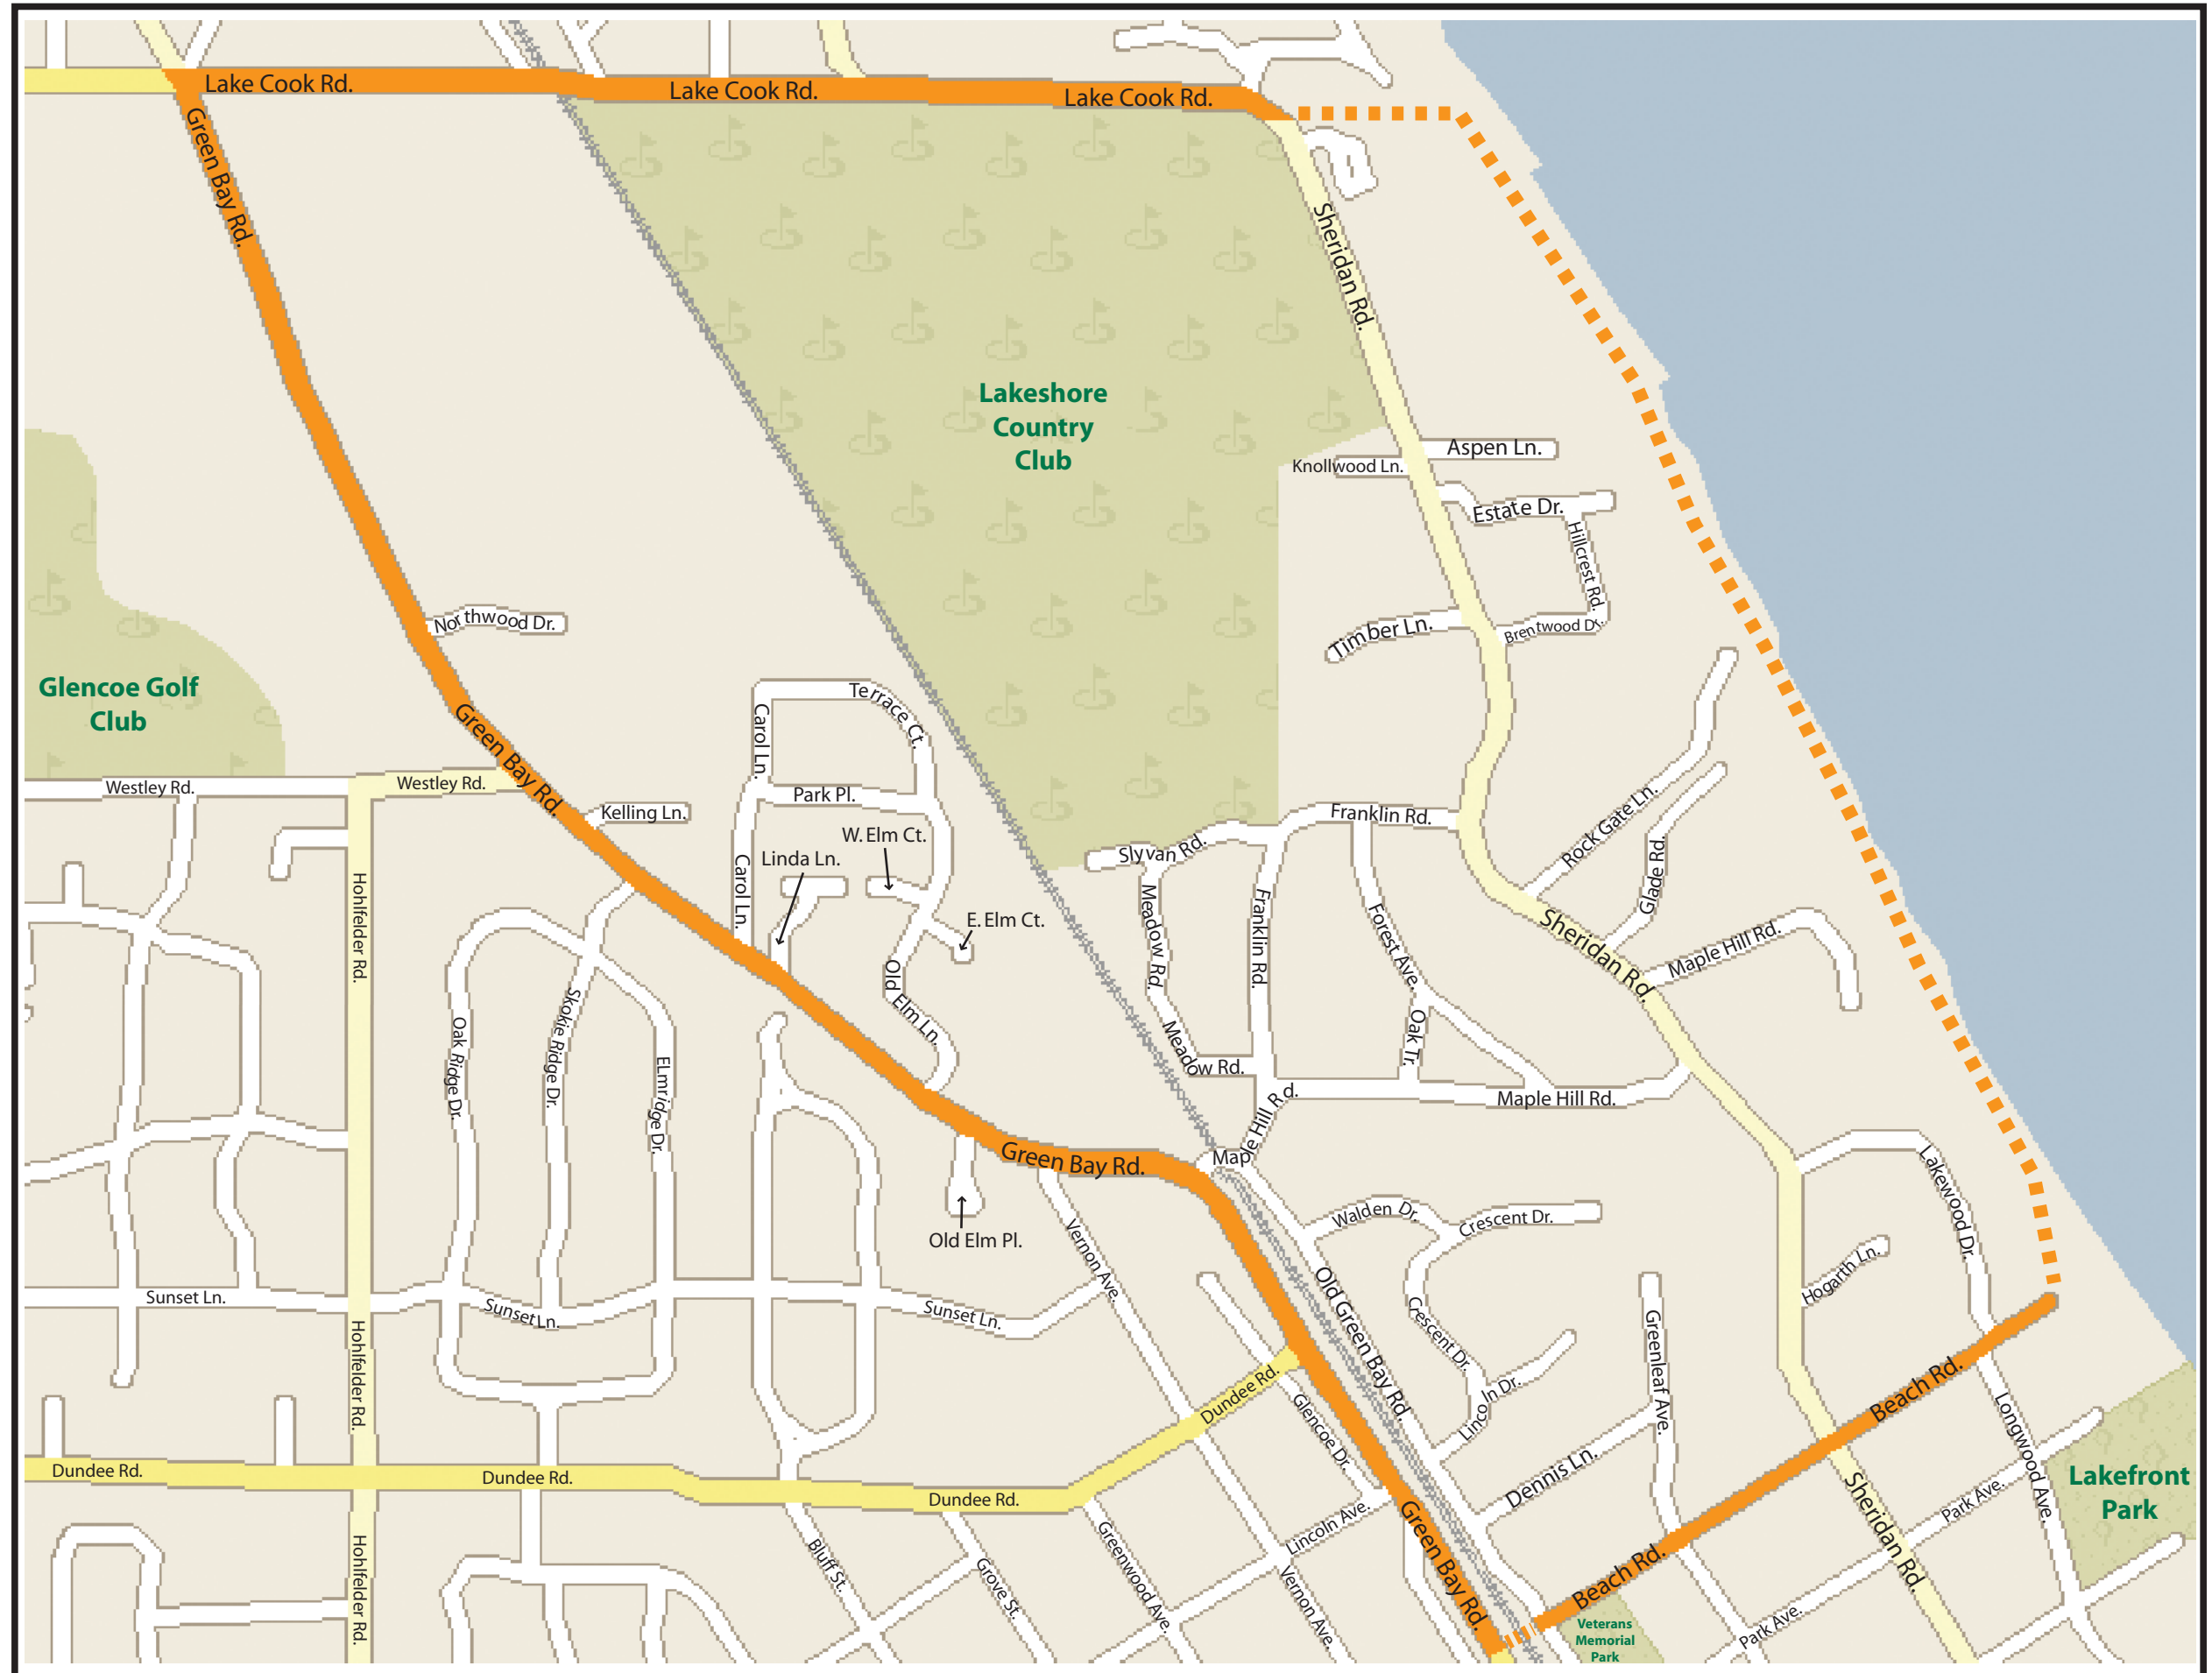 Lake Cook Rd.
Lake Cook Rd.
Lake Cook Rd.
Green Bay Rd.
Sheridan Rd.
Lakeshore
Country
Club
Aspen Ln.
Knollwood Ln.
Estate Dr.
Hillcrest Rd.
Northwood Dr.
Timber Ln.
Brentwood Dr.
Glencoe Golf
Club
Green Bay Rd.
Carol Ln.
Terrace Ct.
Westley Rd.
Westley Rd.
Park Pl.
Kelling Ln.
Franklin Rd.
Rock Gate Ln.
W. Elm Ct.
Linda Ln.
Slyvan Rd.
Glade Rd.
Hohlfelder Rd.
Carol Ln.
E. Elm Ct.
Meadow Rd.
Franklin Rd.
Forest Ave.
Sheridan Rd.
Maple Hill Rd.
Old
Elm Ln.
Oak Ridge Dr.
Skokie Ridge Dr.
ELmridge Dr.
Meadow Rd.
Oak Tr.
Maple Hill Rd.
Maple Hill Rd.
Green Bay Rd.
Maple
Lakewood Dr.
Old Elm Pl.
Vernon Ave.
Walden Dr.
Crescent Dr.
Hogarth Ln.
Sunset Ln.
Sunset Ln.
Sunset Ln.
Old Green Bay Rd.
Crescent Dr.
Greenleaf Ave.
Hohlfelder Rd.
Dundee Rd.
Glencoe Dr.
Lincoln Dr.
Beach Rd.
Longwood Ave.
Dundee Rd.
Dundee Rd.
Dundee Rd.
Dennis Ln.
Lakefront
Park
Park Ave.
Sheridan Rd.
Hohlfelder Rd.
Bluff St.
Grove St.
Greenwood Ave.
Lincoln Ave.
Vernon Ave.
Green Bay Rd.
Beach Rd.
Veterans
Memorial
Park
Park Ave.